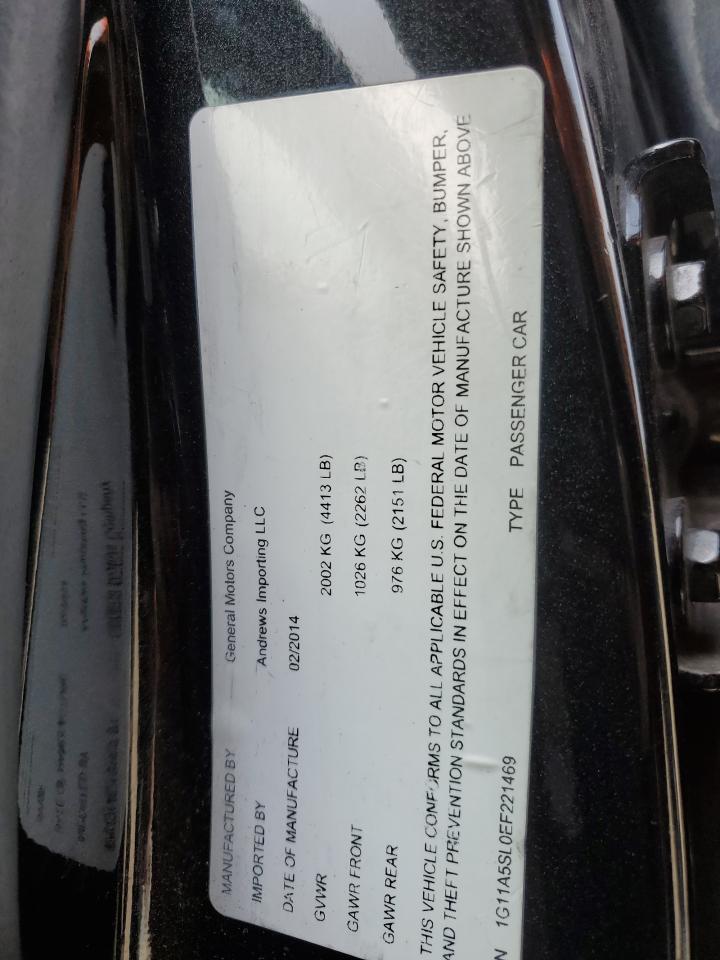 MANUFACTURED BY General Motors Company
IMPORTED BY Andrews Importing LLC
DATE OF MANUFACTURE 02/2014
GVWR 2002 KG (4413 LB)
GAWR FRONT 1026 KG (2262 LB)
GAWR REAR 976 KG (2151 LB)
THIS VEHICLE CONFORMS TO ALL APPLICABLE U.S. FEDERAL MOTOR VEHICLE SAFETY, BUMPER,
AND THEFT PREVENTION STANDARDS IN EFFECT ON THE DATE OF MANUFACTURE SHOWN ABOVE
N 1G11A5SL0EF221469 TYPE PASSENGER CAR